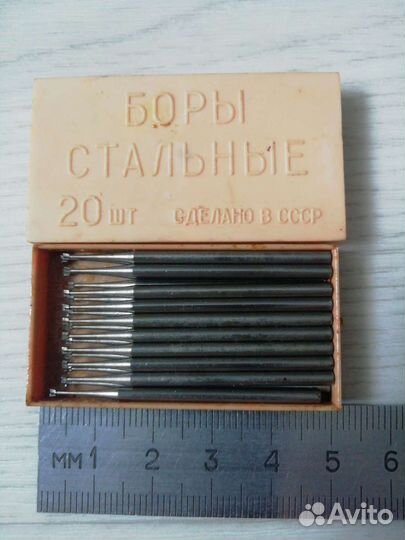 БОРЫ
СТАЛЬНЫЕ
20 шт СДЕЛАНО В СССР
мм 1 2 3 4 5 6
Avito